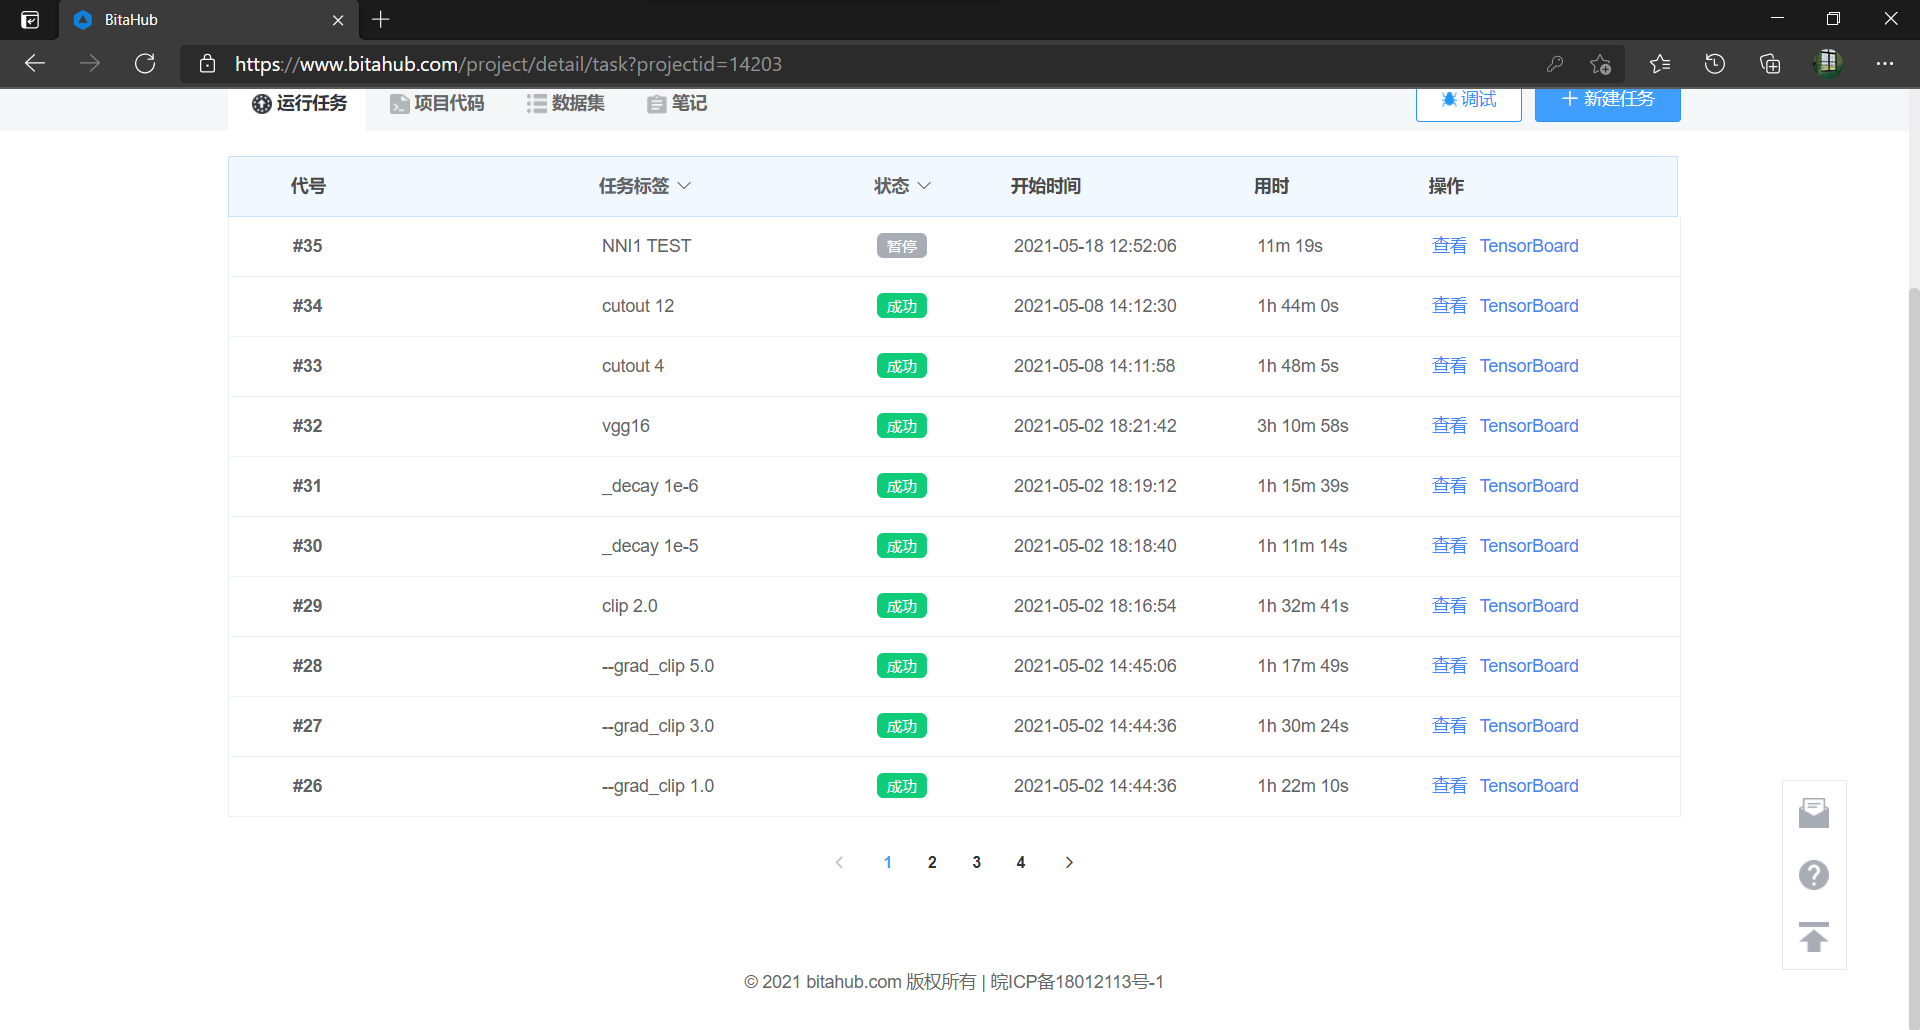 BitaHub
https://www.bitahub.com/project/detail/task?projectid=14203
运行任务 项目代码 数据集 笔记 调试 + 新建任务
代号 任务标签 状态 开始时间 用时 操作
#35 NNI1 TEST 暂停 2021-05-18 12:52:06 11m 19s 查看 TensorBoard
#34 cutout 12 成功 2021-05-08 14:12:30 1h 44m 0s 查看 TensorBoard
#33 cutout 4 成功 2021-05-08 14:11:58 1h 48m 5s 查看 TensorBoard
#32 vgg16 成功 2021-05-02 18:21:42 3h 10m 58s 查看 TensorBoard
#31 _decay 1e-6 成功 2021-05-02 18:19:12 1h 15m 39s 查看 TensorBoard
#30 _decay 1e-5 成功 2021-05-02 18:18:40 1h 11m 14s 查看 TensorBoard
#29 clip 2.0 成功 2021-05-02 18:16:54 1h 32m 41s 查看 TensorBoard
#28 --grad_clip 5.0 成功 2021-05-02 14:45:06 1h 17m 49s 查看 TensorBoard
#27 --grad_clip 3.0 成功 2021-05-02 14:44:36 1h 30m 24s 查看 TensorBoard
#26 --grad_clip 1.0 成功 2021-05-02 14:44:36 1h 22m 10s 查看 TensorBoard
1 2 3 4
© 2021 bitahub.com 版权所有 | 皖ICP备18012113号-1